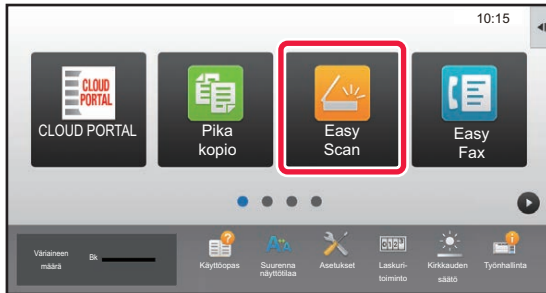 10:15
CLOUD
PORTAL
CLOUD PORTAL
Pika
kopio
Easy
Scan
Easy
Fax
Väriaineen
määrä
Bk
Käyttöopas
Suurenna
näyttötilaa
Asetukset
Laskuri-
toiminto
Kirkkauden
säätö
Työnhallinta